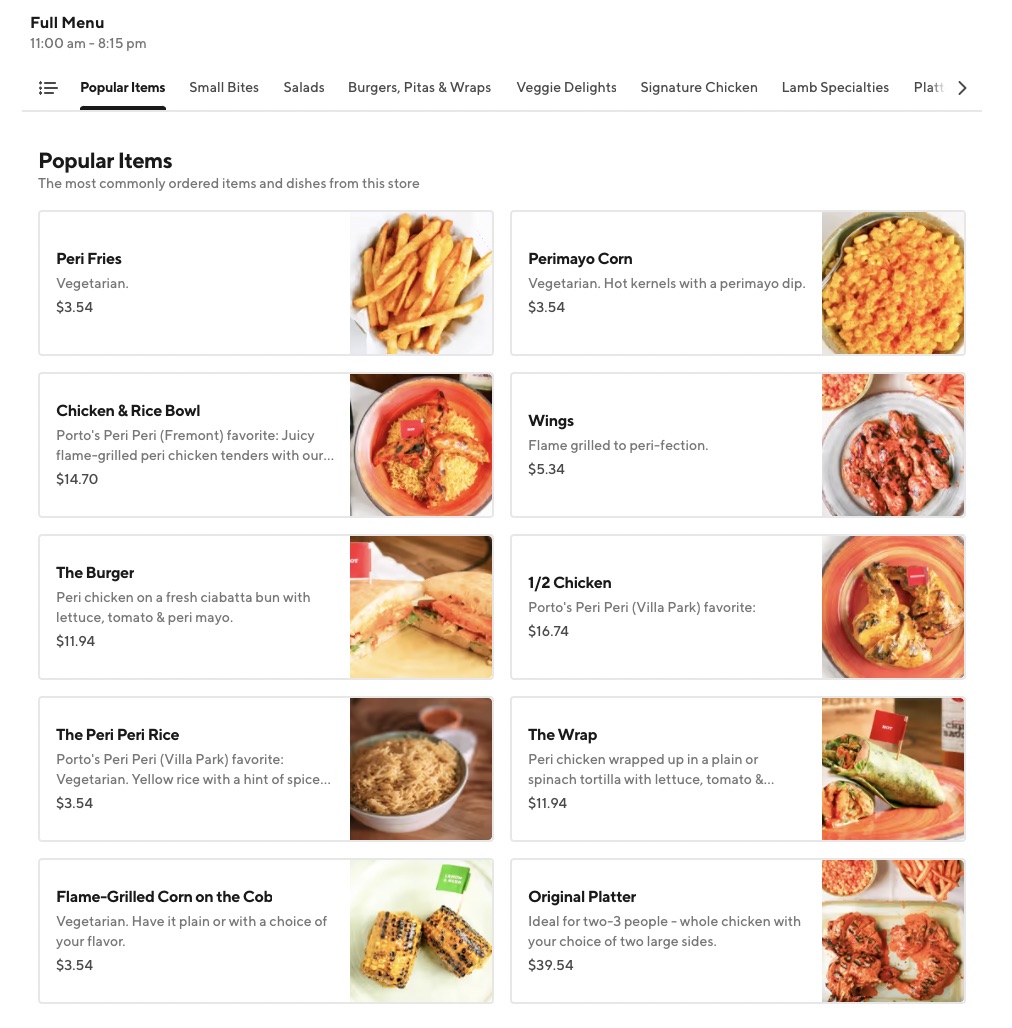 Full Menu
11:00 am - 8:15 pm
Popular Items Small Bites Salads Burgers, Pitas & Wraps Veggie Delights Signature Chicken Lamb Specialties Platt
Popular Items
The most commonly ordered items and dishes from this store
Peri Fries
Vegetarian.
$3.54
Perimayo Corn
Vegetarian. Hot kernels with a perimayo dip.
$3.54
Chicken & Rice Bowl
Porto's Peri Peri (Fremont) favorite: Juicy
flame-grilled peri chicken tenders with our...
$14.70
Wings
Flame grilled to peri-fection.
$5.34
The Burger
Peri chicken on a fresh ciabatta bun with
lettuce, tomato & peri mayo.
$11.94
1/2 Chicken
Porto's Peri Peri (Villa Park) favorite:
$16.74
The Peri Peri Rice
Porto's Peri Peri (Villa Park) favorite:
Vegetarian. Yellow rice with a hint of spice...
$3.54
The Wrap
Peri chicken wrapped up in a plain or
spinach tortilla with lettuce, tomato &...
$11.94
HOT
Flame-Grilled Corn on the Cob
Vegetarian. Have it plain or with a choice of
your flavor.
$3.54
Original Platter
Ideal for two-3 people - whole chicken with
your choice of two large sides.
$39.54